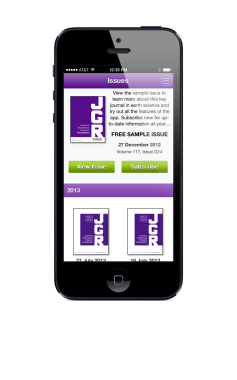 AT&T 12:35 PM
Issues
View the sample issue to
learn more about this key
journal in earth science and
try out all the features of the
app. Subscribe now for up-
to-date information at your...
FREE SAMPLE ISSUE
27 December 2012
Volume 117, Issue D24
JGR
View Issue
Subscribe
2013
JGR
JGR
27 July 2013
16 July 2013